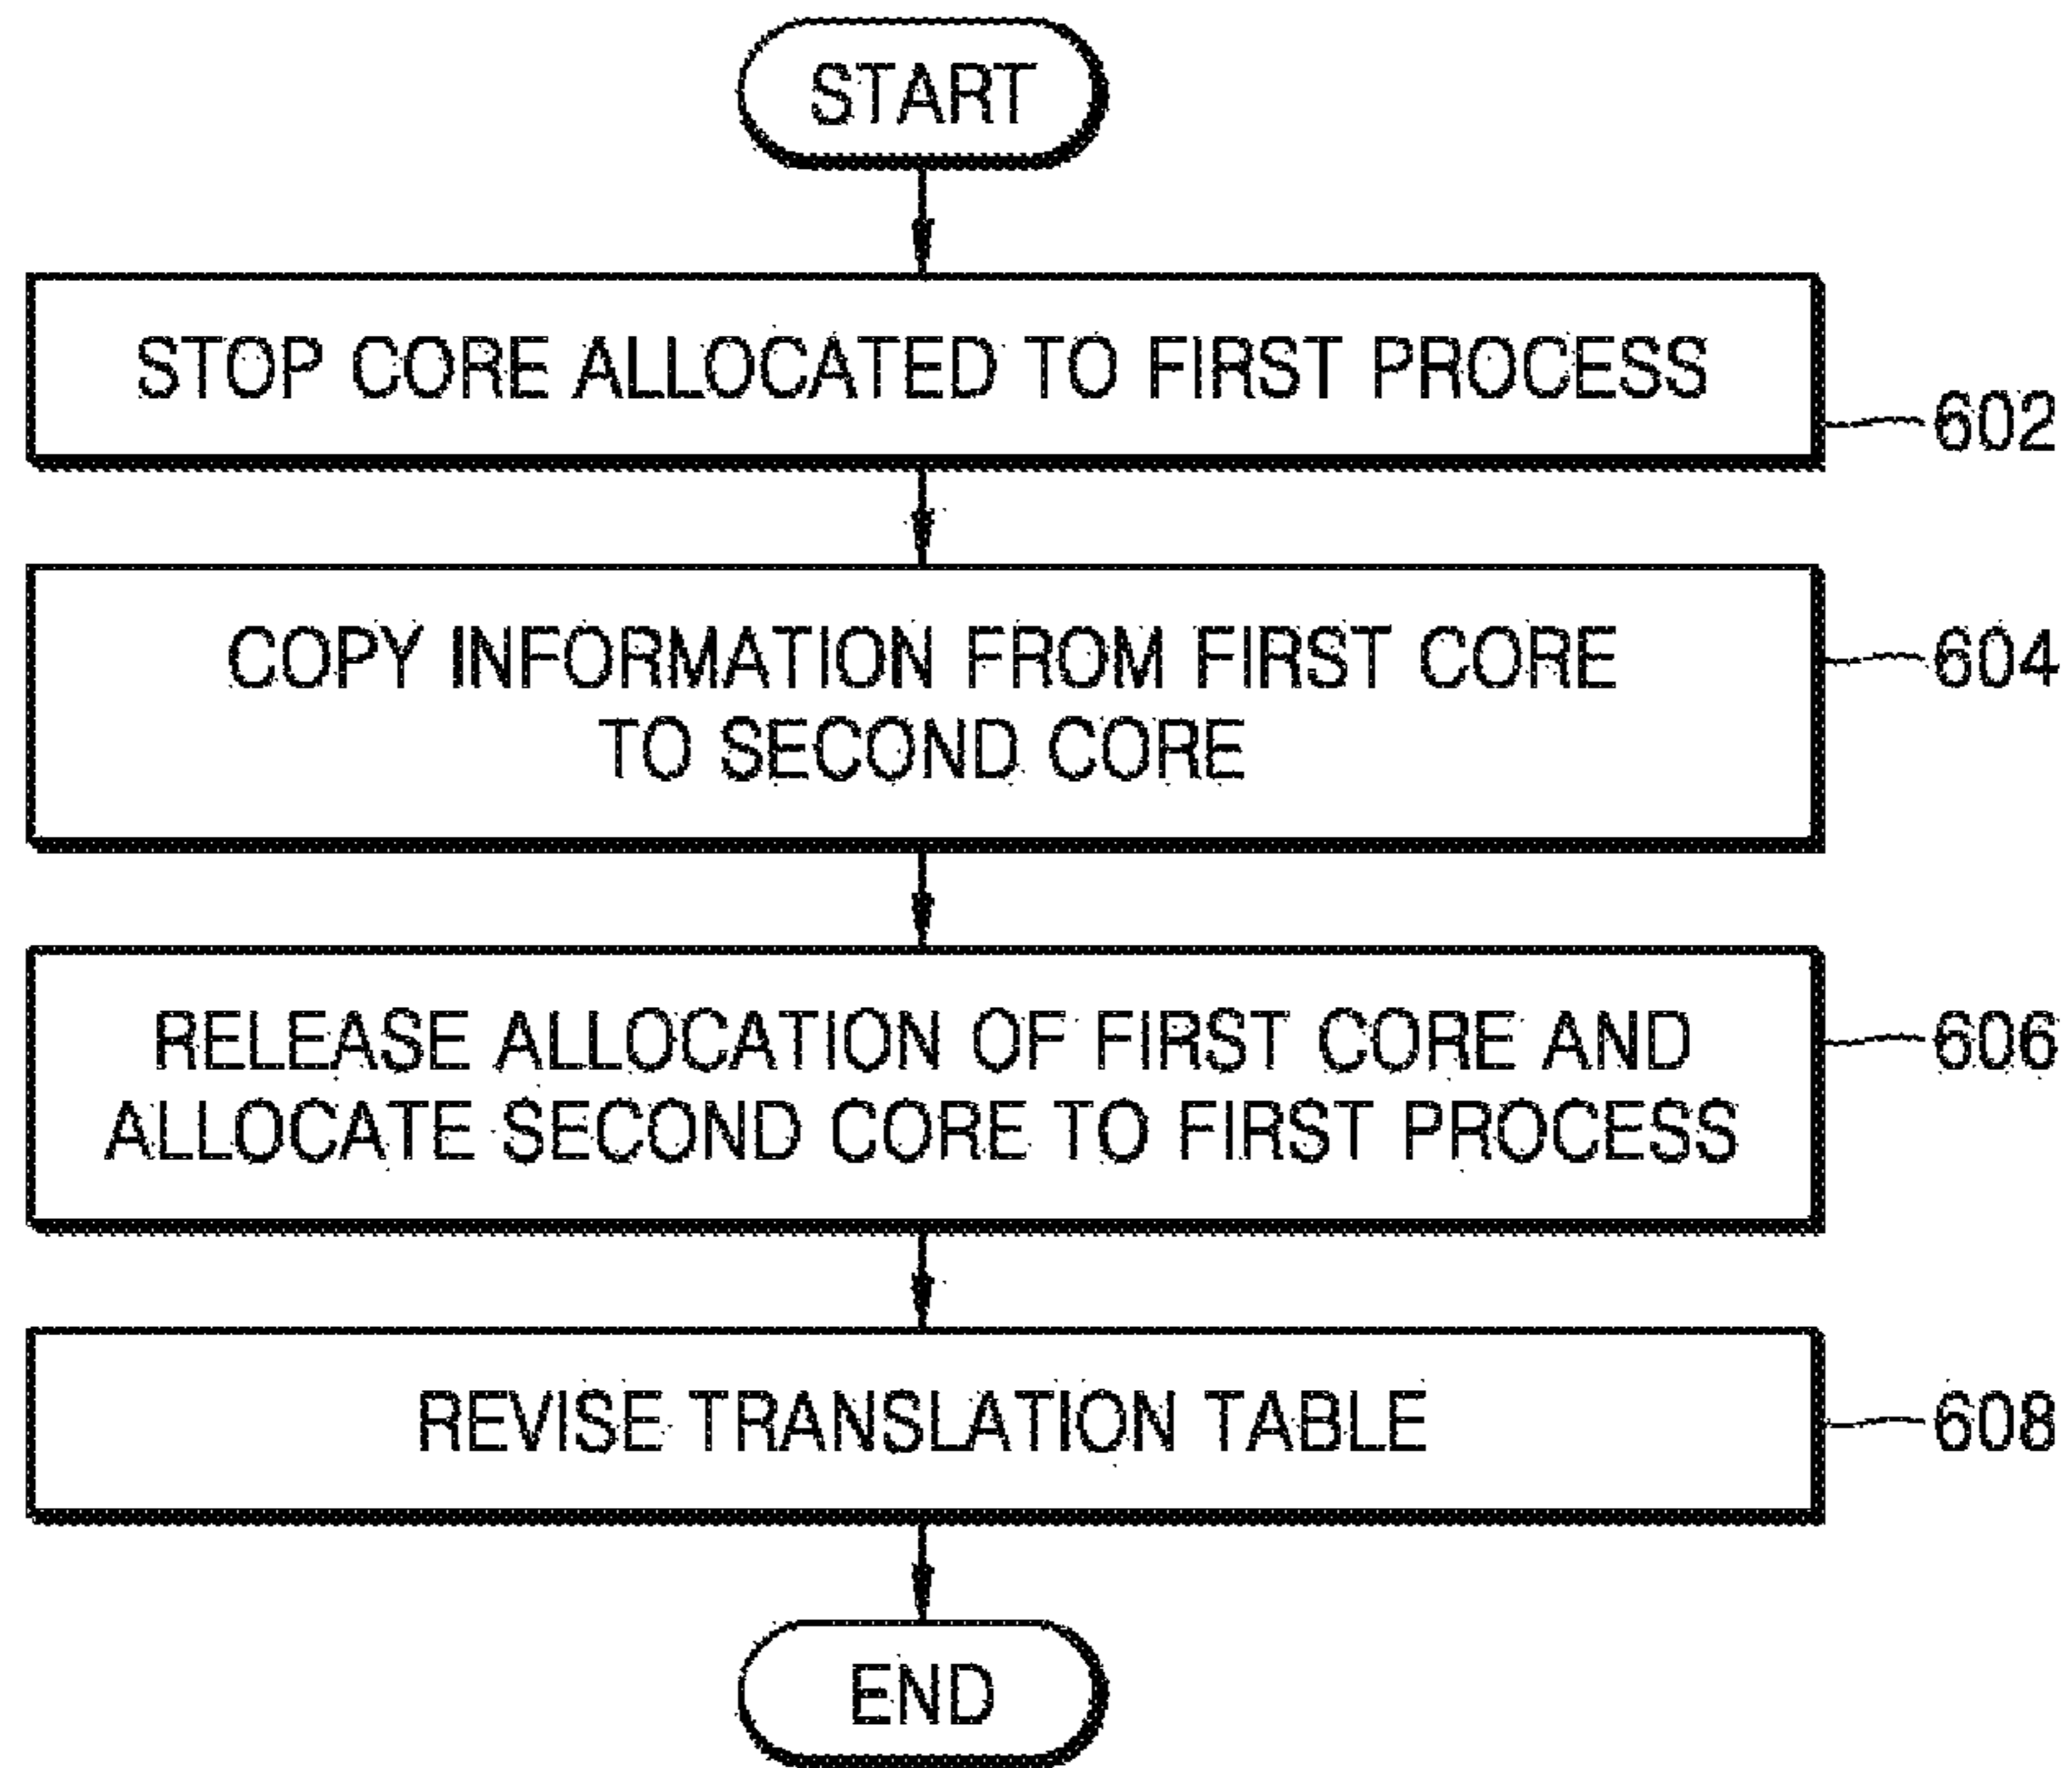 START
STOP CORE ALLOCATED TO FIRST PROCESS
602
COPY INFORMATION FROM FIRST CORE
TO SECOND CORE
604
RELEASE ALLOCATION OF FIRST CORE AND
ALLOCATE SECOND CORE TO FIRST PROCESS
606
REVISE TRANSLATION TABLE
608
END